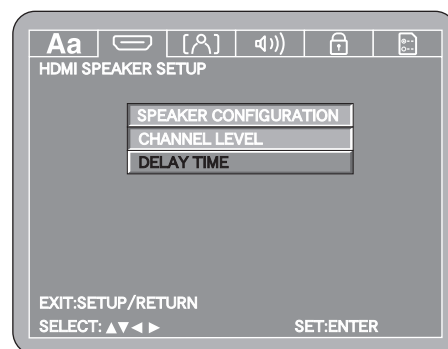 Aa
HDMI SPEAKER SETUP
SPEAKER CONFIGURATION
CHANNEL LEVEL
DELAY TIME
EXIT:SETUP/RETURN
SELECT: ▲▼◄ ► SET:ENTER